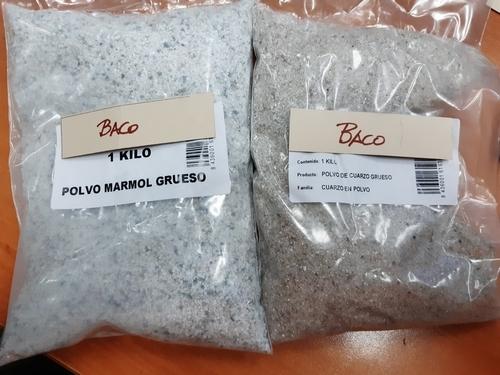 BACO
1 KILO
POLVO MARMOL GRUESO
BACO
Contenido: 1 KILO
Producto: POLVO DE CUARZO GRUESO
Familia: CUARZO EN POLVO